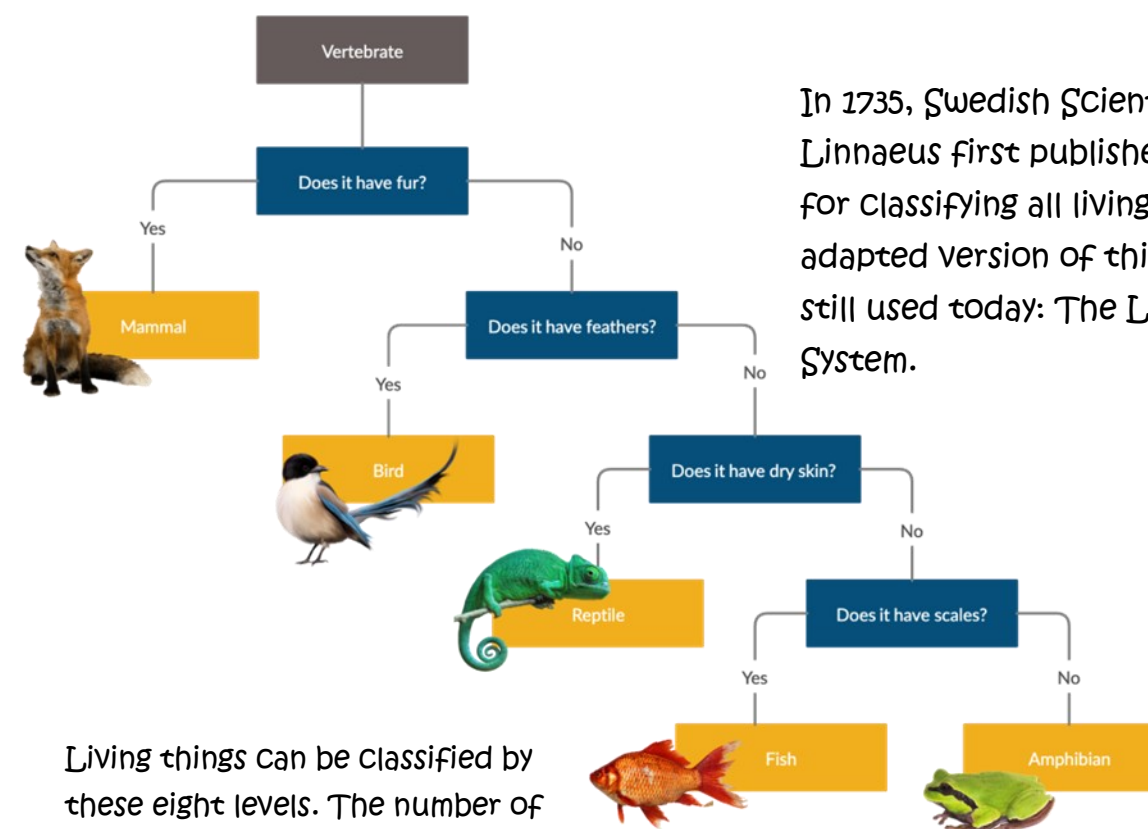 Vertebrate
Does it have fur?
Yes
No
Mammal
Does it have feathers?
Yes
No
Bird
Does it have dry skin?
Yes
No
Reptile
Does it have scales?
Yes
No
Fish
Amphibian
In 1735, Swedish
Linnaeus first
for classifying all living
adapted version of
still used today: The
System.
Living things can be classified by
these eight levels. The number of